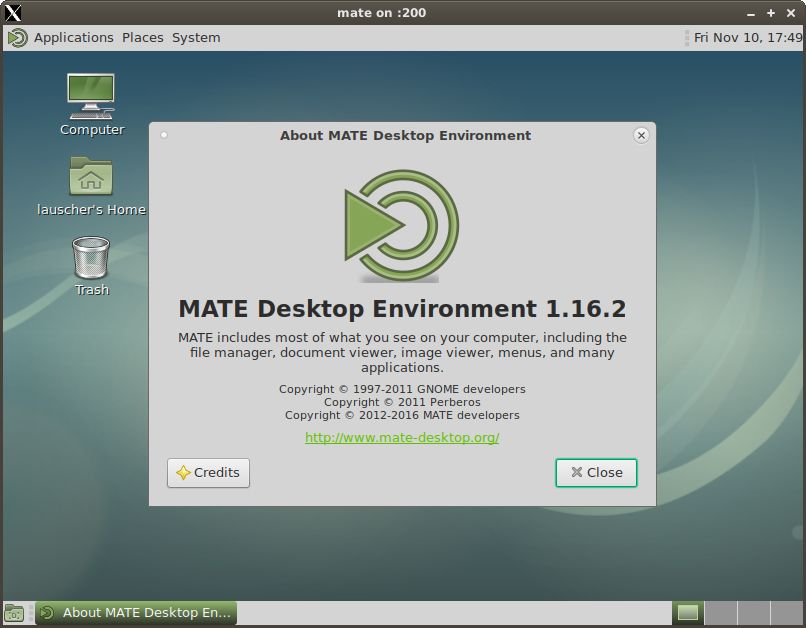 mate on :200
Applications Places System
Fri Nov 10, 17:49
Computer
lauscher's Home
Trash
About MATE Desktop Environment
MATE Desktop Environment 1.16.2
MATE includes most of what you see on your computer, including the
file manager, document viewer, image viewer, menus, and many
applications.
Copyright © 1997-2011 GNOME developers
Copyright © 2011 Perberos
Copyright © 2012-2016 MATE developers
http://www.mate-desktop.org/
Credits
Close
About MATE Desktop En...